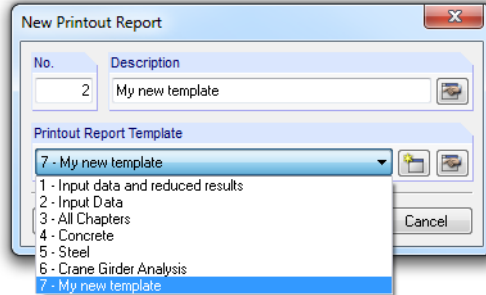 New Printout Report
No. Description
2 My new template
Printout Report Template
7 - My new template
1 - Input data and reduced results
2 - Input Data
3 - All Chapters
4 - Concrete
5 - Steel
6 - Crane Girder Analysis
7 - My new template
Cancel